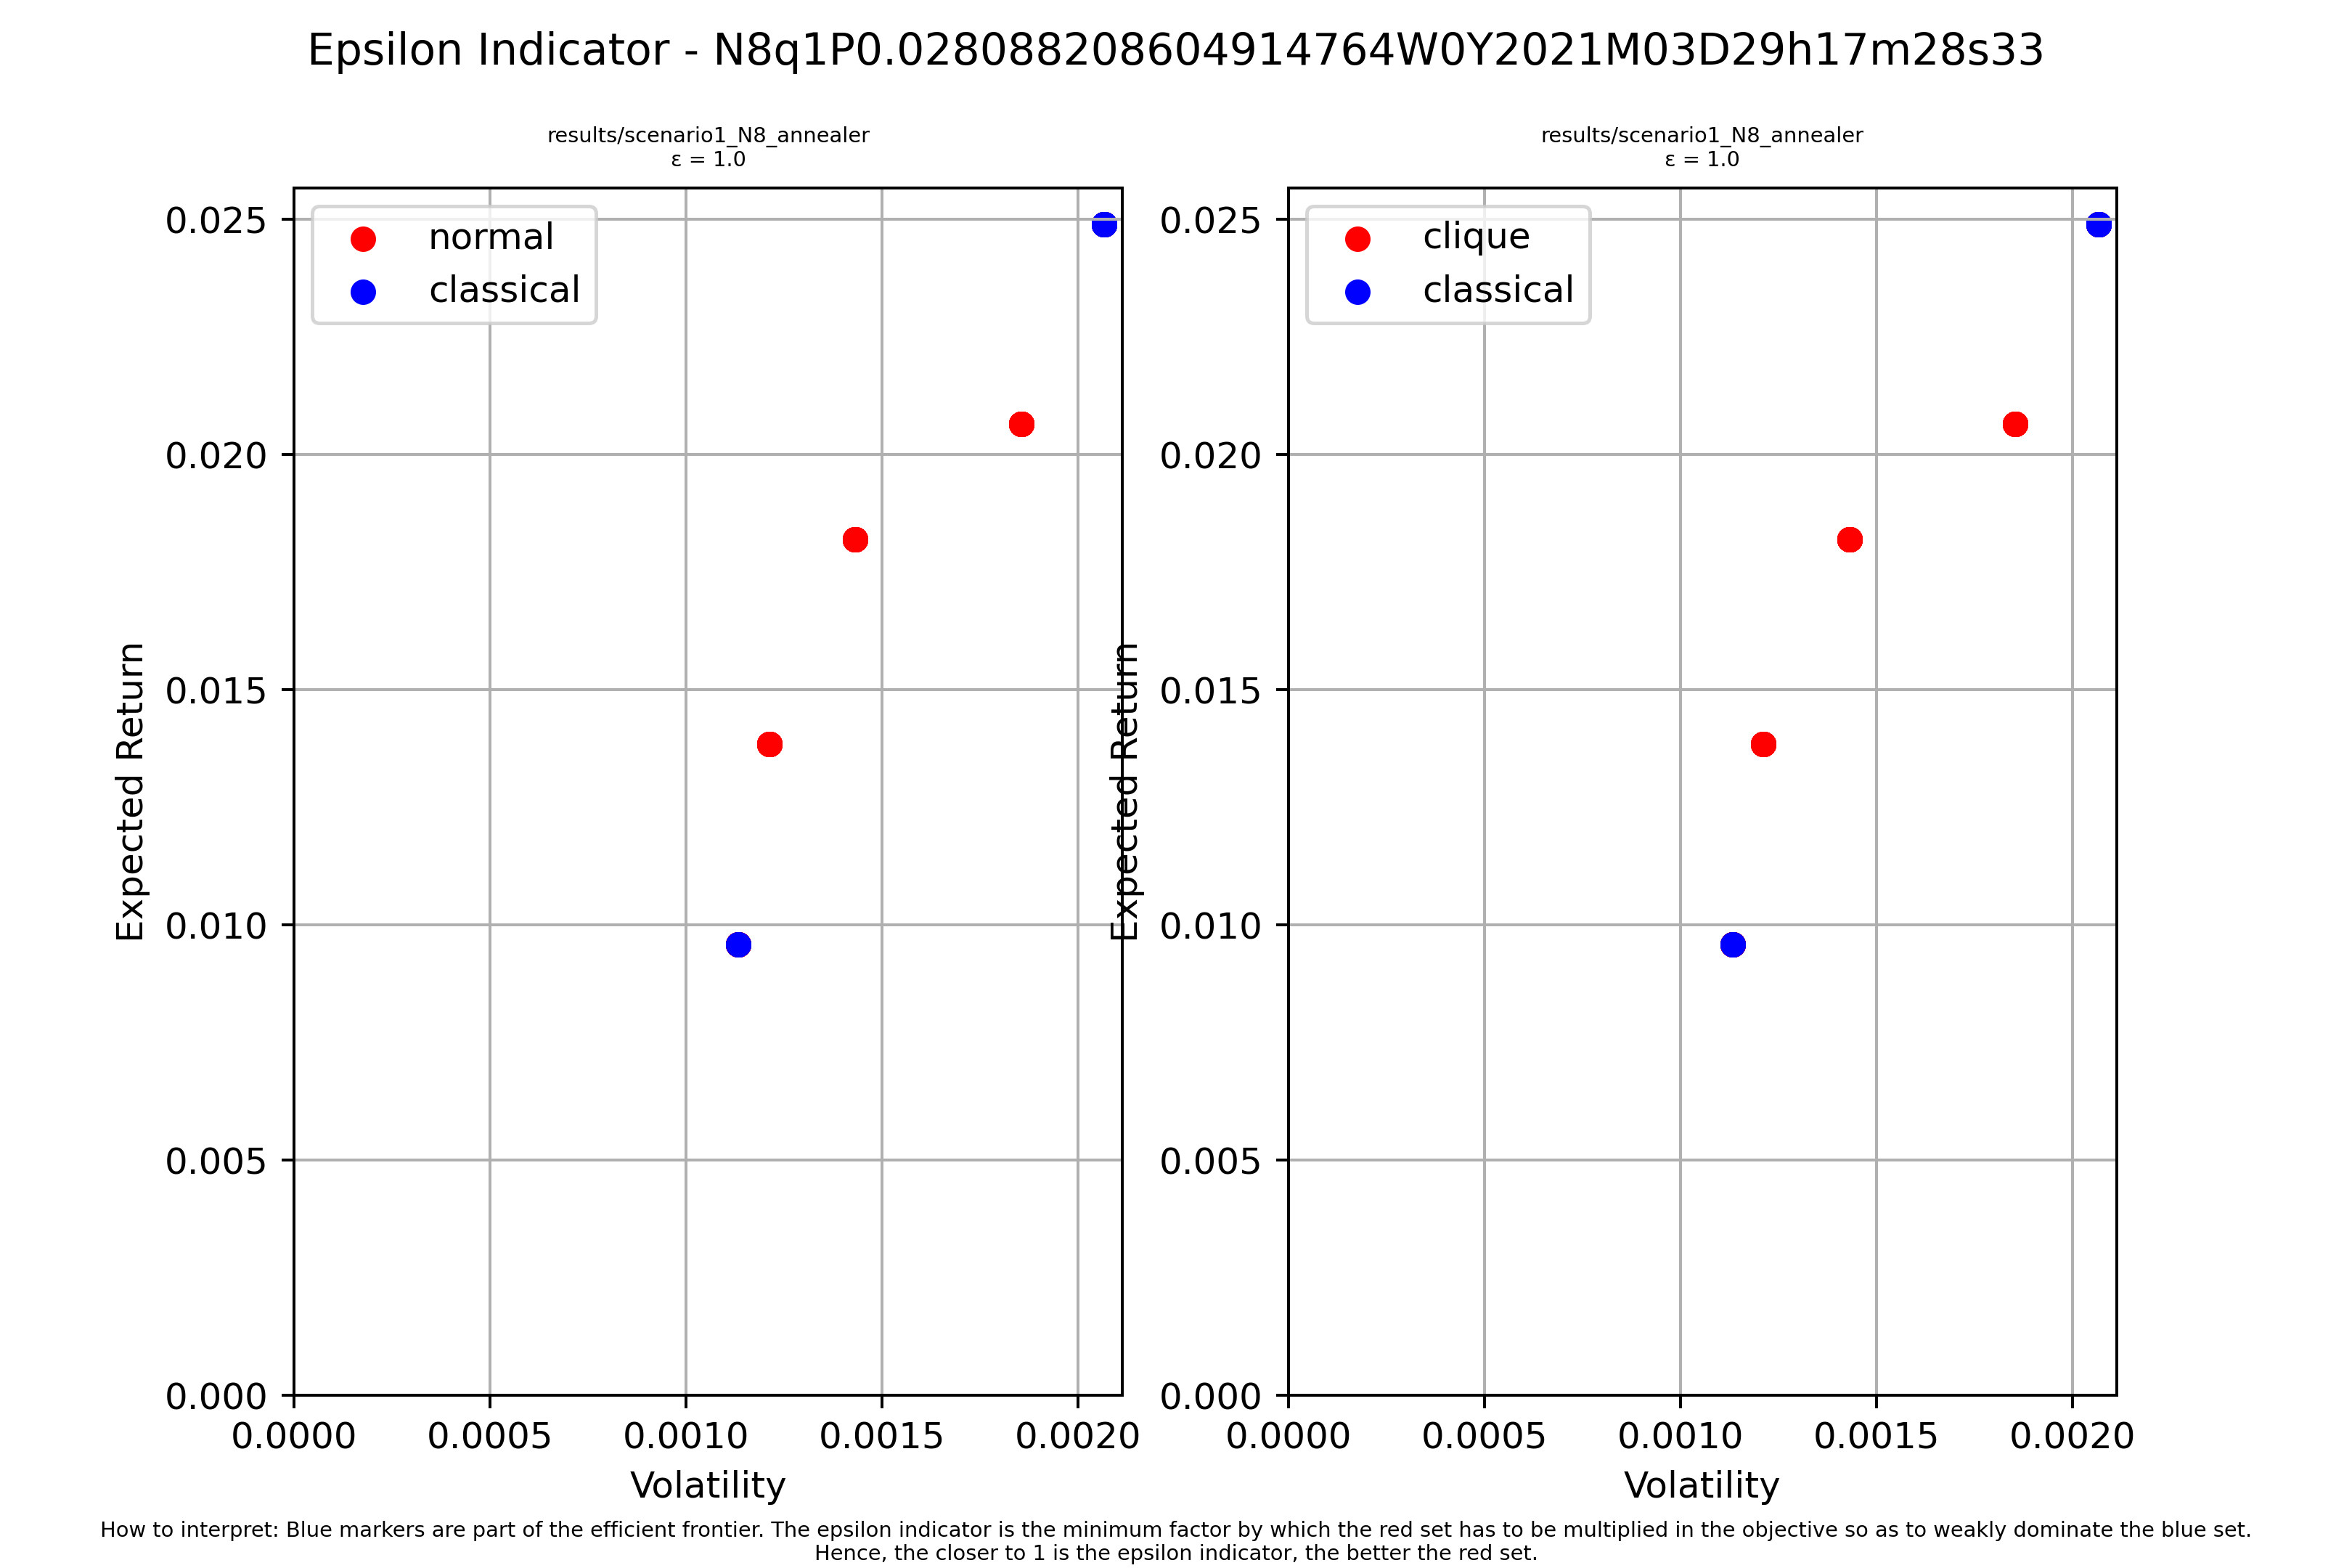 Epsilon Indicator - N8q1P0.028088208604914764W0Y2021M03D29h17m28s33
results/scenario1_N8_annealer
ε = 1.0
normal
classical
0.025
0.020
0.015
0.010
0.005
0.000
Expected Return
0.0000 0.0005 0.0010 0.0015 0.0020
Volatility
results/scenario1_N8_annealer
ε = 1.0
clique
classical
0.025
0.020
0.015
0.010
0.005
0.000
Expected Return
0.0000 0.0005 0.0010 0.0015 0.0020
Volatility
How to interpret: Blue markers are part of the efficient frontier. The epsilon indicator is the minimum factor by which the red set has to be multiplied in the objective so as to weakly dominate the blue set.
Hence, the closer to 1 is the epsilon indicator, the better the red set.